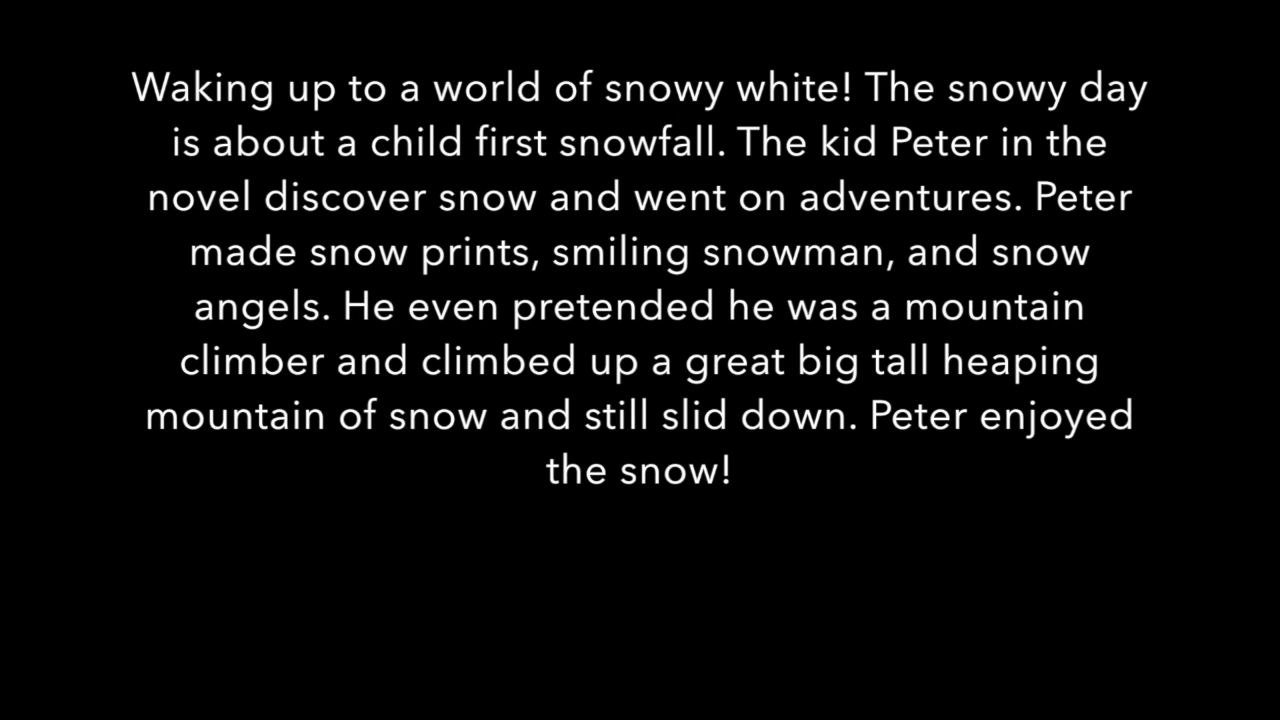 Waking up to a world of snowy white! The snowy day
is about a child first snowfall. The kid Peter in the
novel discover snow and went on adventures. Peter
made snow prints, smiling snowman, and snow
angels. He even pretended he was a mountain
climber and climbed up a great big tall heaping
mountain of snow and still slid down. Peter enjoyed
the snow!